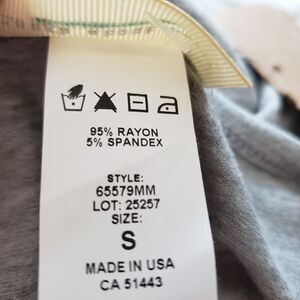 95% RAYON
5% SPANDEX
STYLE:
65579MM
LOT: 25257
SIZE:
S
MADE IN USA
CA 51443